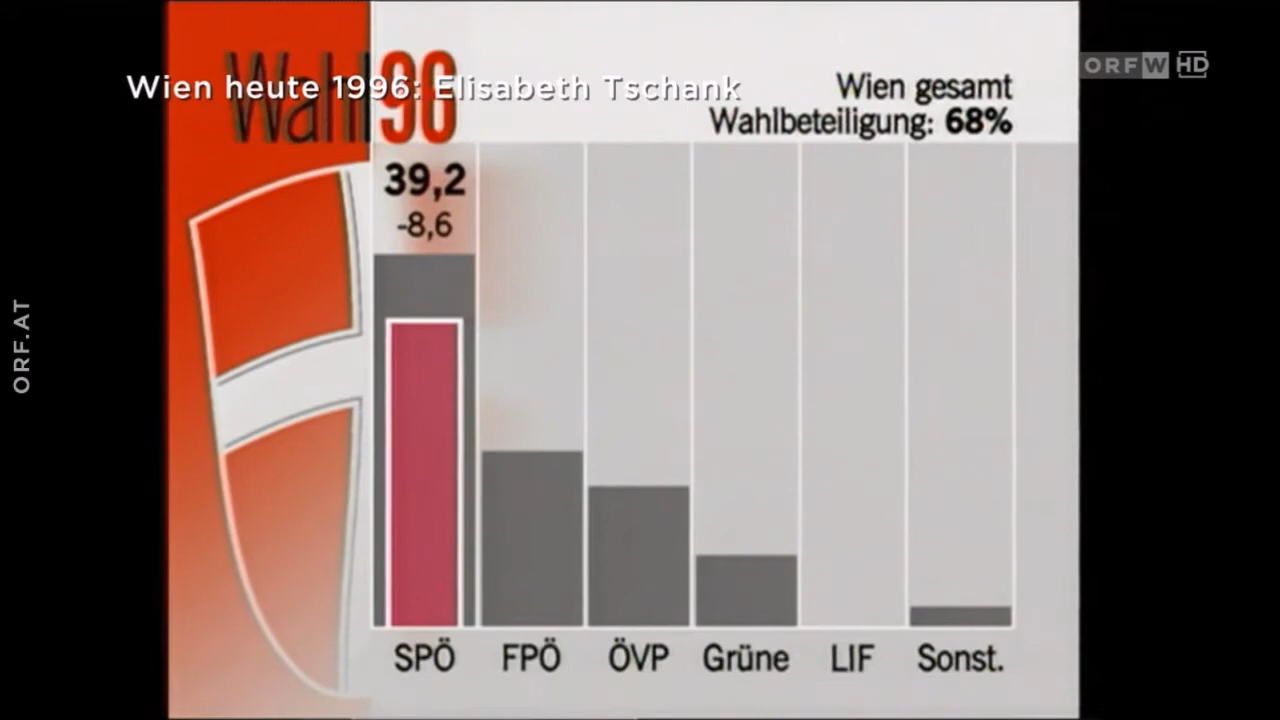 Wahl 96
Wien heute 1996: Elisabeth Tschank
Wien gesamt
Wahlbeteiligung: 68%
ORF W HD
39,2
-8,6
ORF.AT
SPÖ FPÖ ÖVP Grüne LIF Sonst.